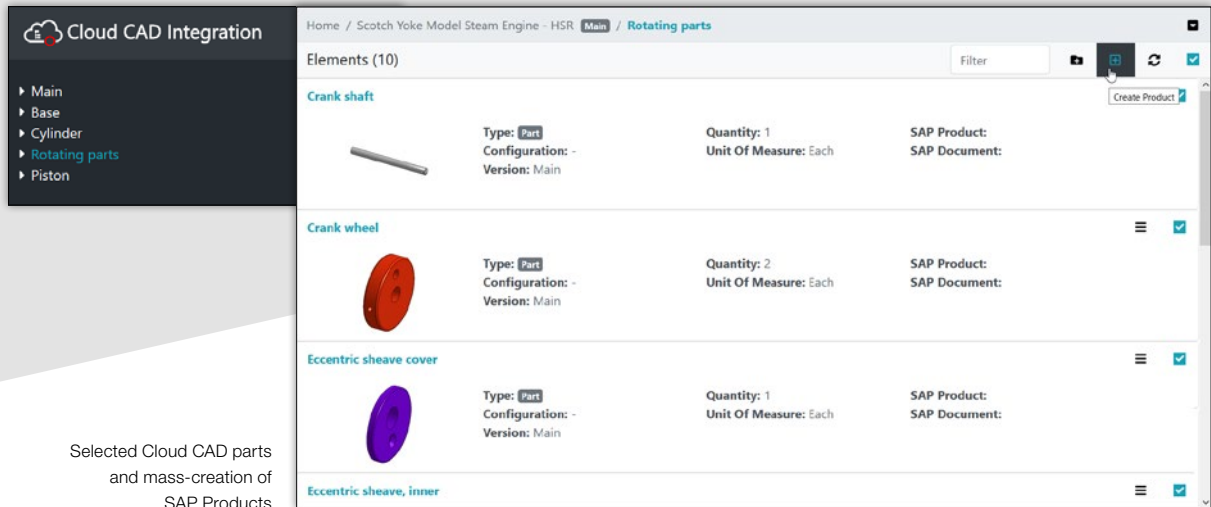 Cloud CAD Integration
Main
Base
Cylinder
Rotating parts
Piston
Home / Scotch Yoke Model Steam Engine - HSR Main / Rotating parts
Elements (10)
Filter
Create Product
Crank shaft
Type: Part
Configuration: -
Version: Main
Quantity: 1
Unit Of Measure: Each
SAP Product:
SAP Document:
Crank wheel
Type: Part
Configuration: -
Version: Main
Quantity: 2
Unit Of Measure: Each
SAP Product:
SAP Document:
Eccentric sheave cover
Type: Part
Configuration: -
Version: Main
Quantity: 1
Unit Of Measure: Each
SAP Product:
SAP Document:
Eccentric sheave, inner
Selected Cloud CAD parts
and mass-creation of
SAP Products